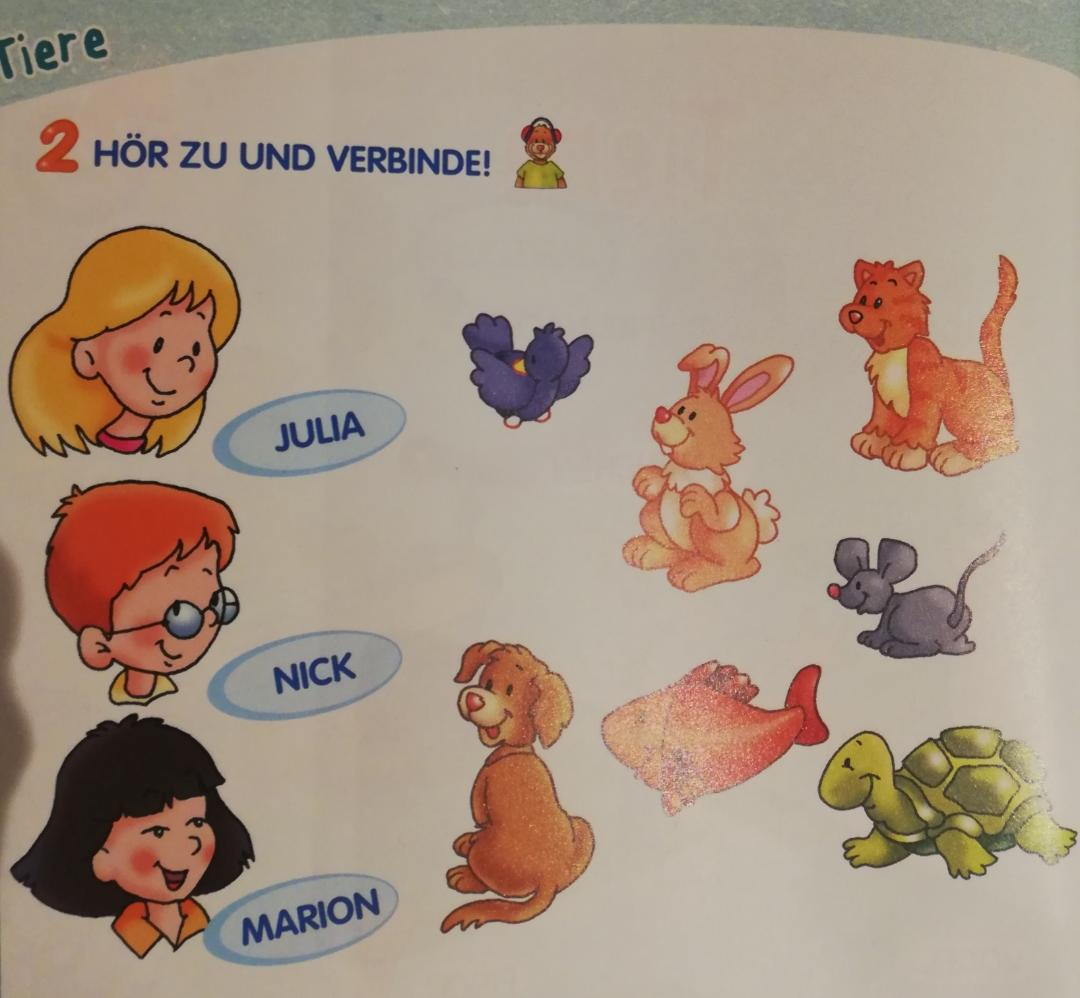 Tiere
2 HÖR ZU UND VERBINDE!
JULIA
NICK
MARION